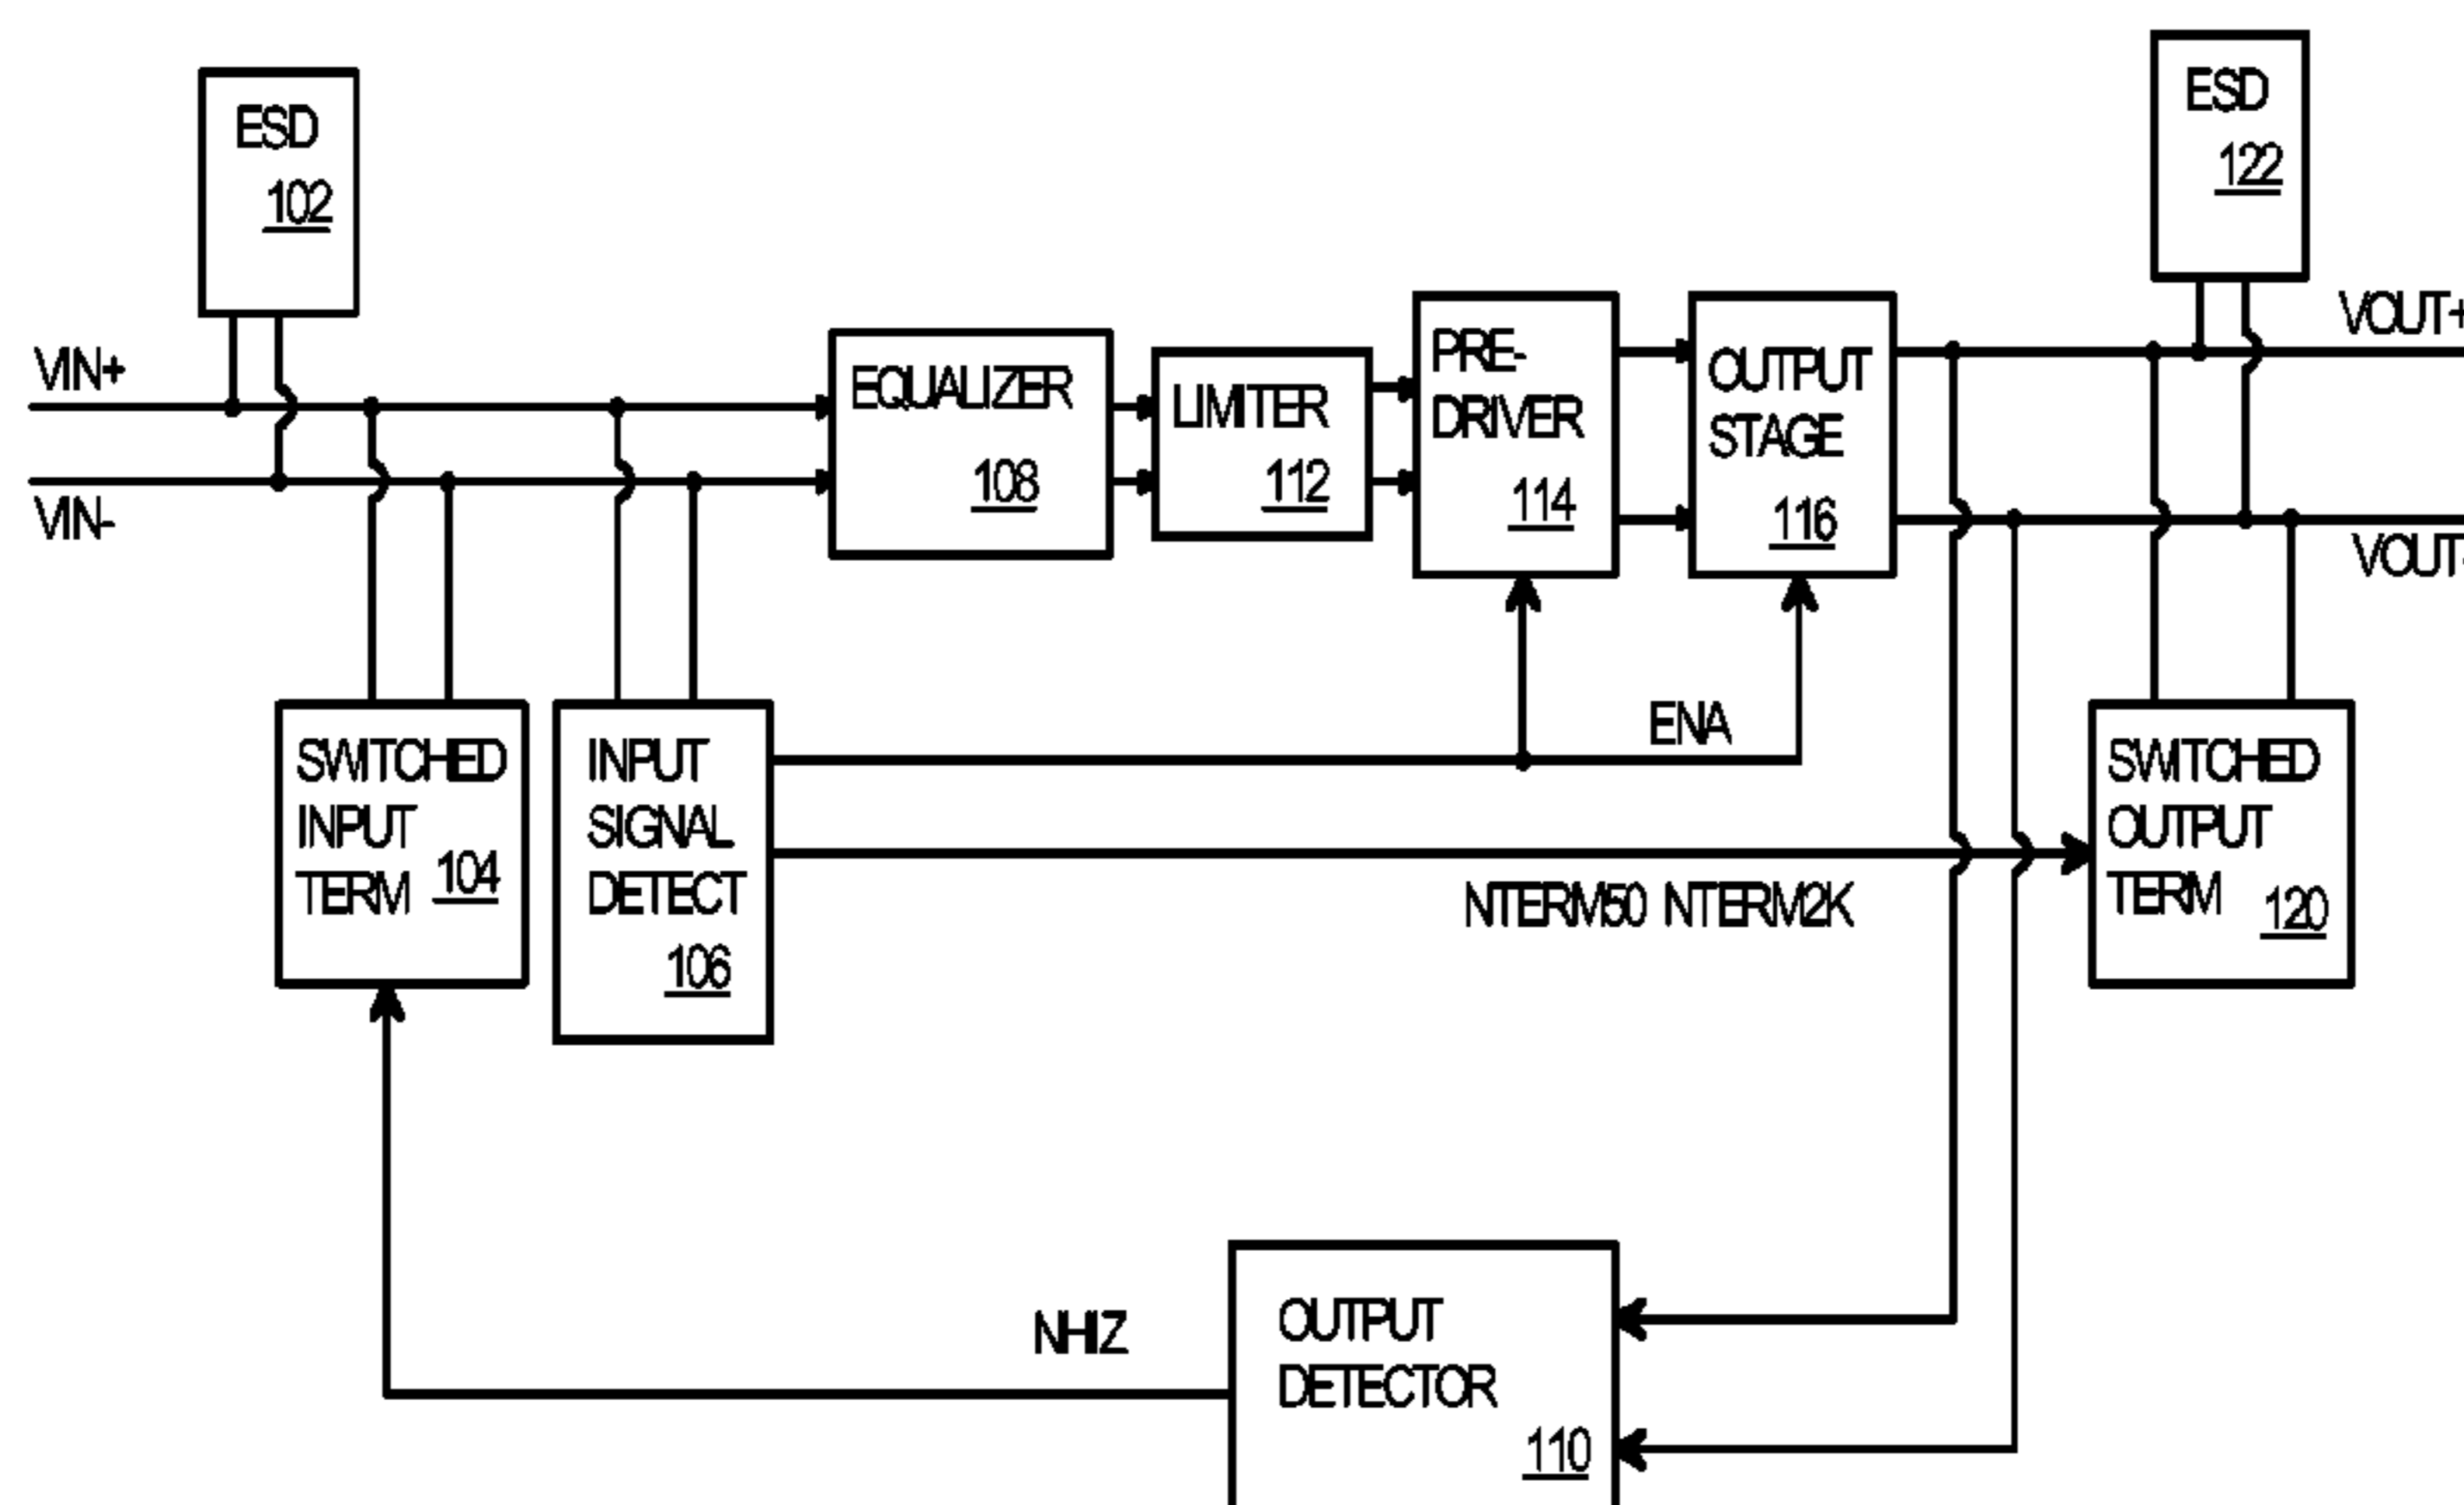 ESD
102
ESD
122
VIN+
VIN-
EQUALIZER
108
LIMITER
112
PRE-
DRIVER
114
OUTPUT
STAGE
116
VOUT+
VOUT-
SWITCHED
INPUT
TERM
104
INPUT
SIGNAL
DETECT
106
ENA
NTERM50 NTERM2K
SWITCHED
OUTPUT
TERM
120
NHIZ
OUTPUT
DETECTOR
110